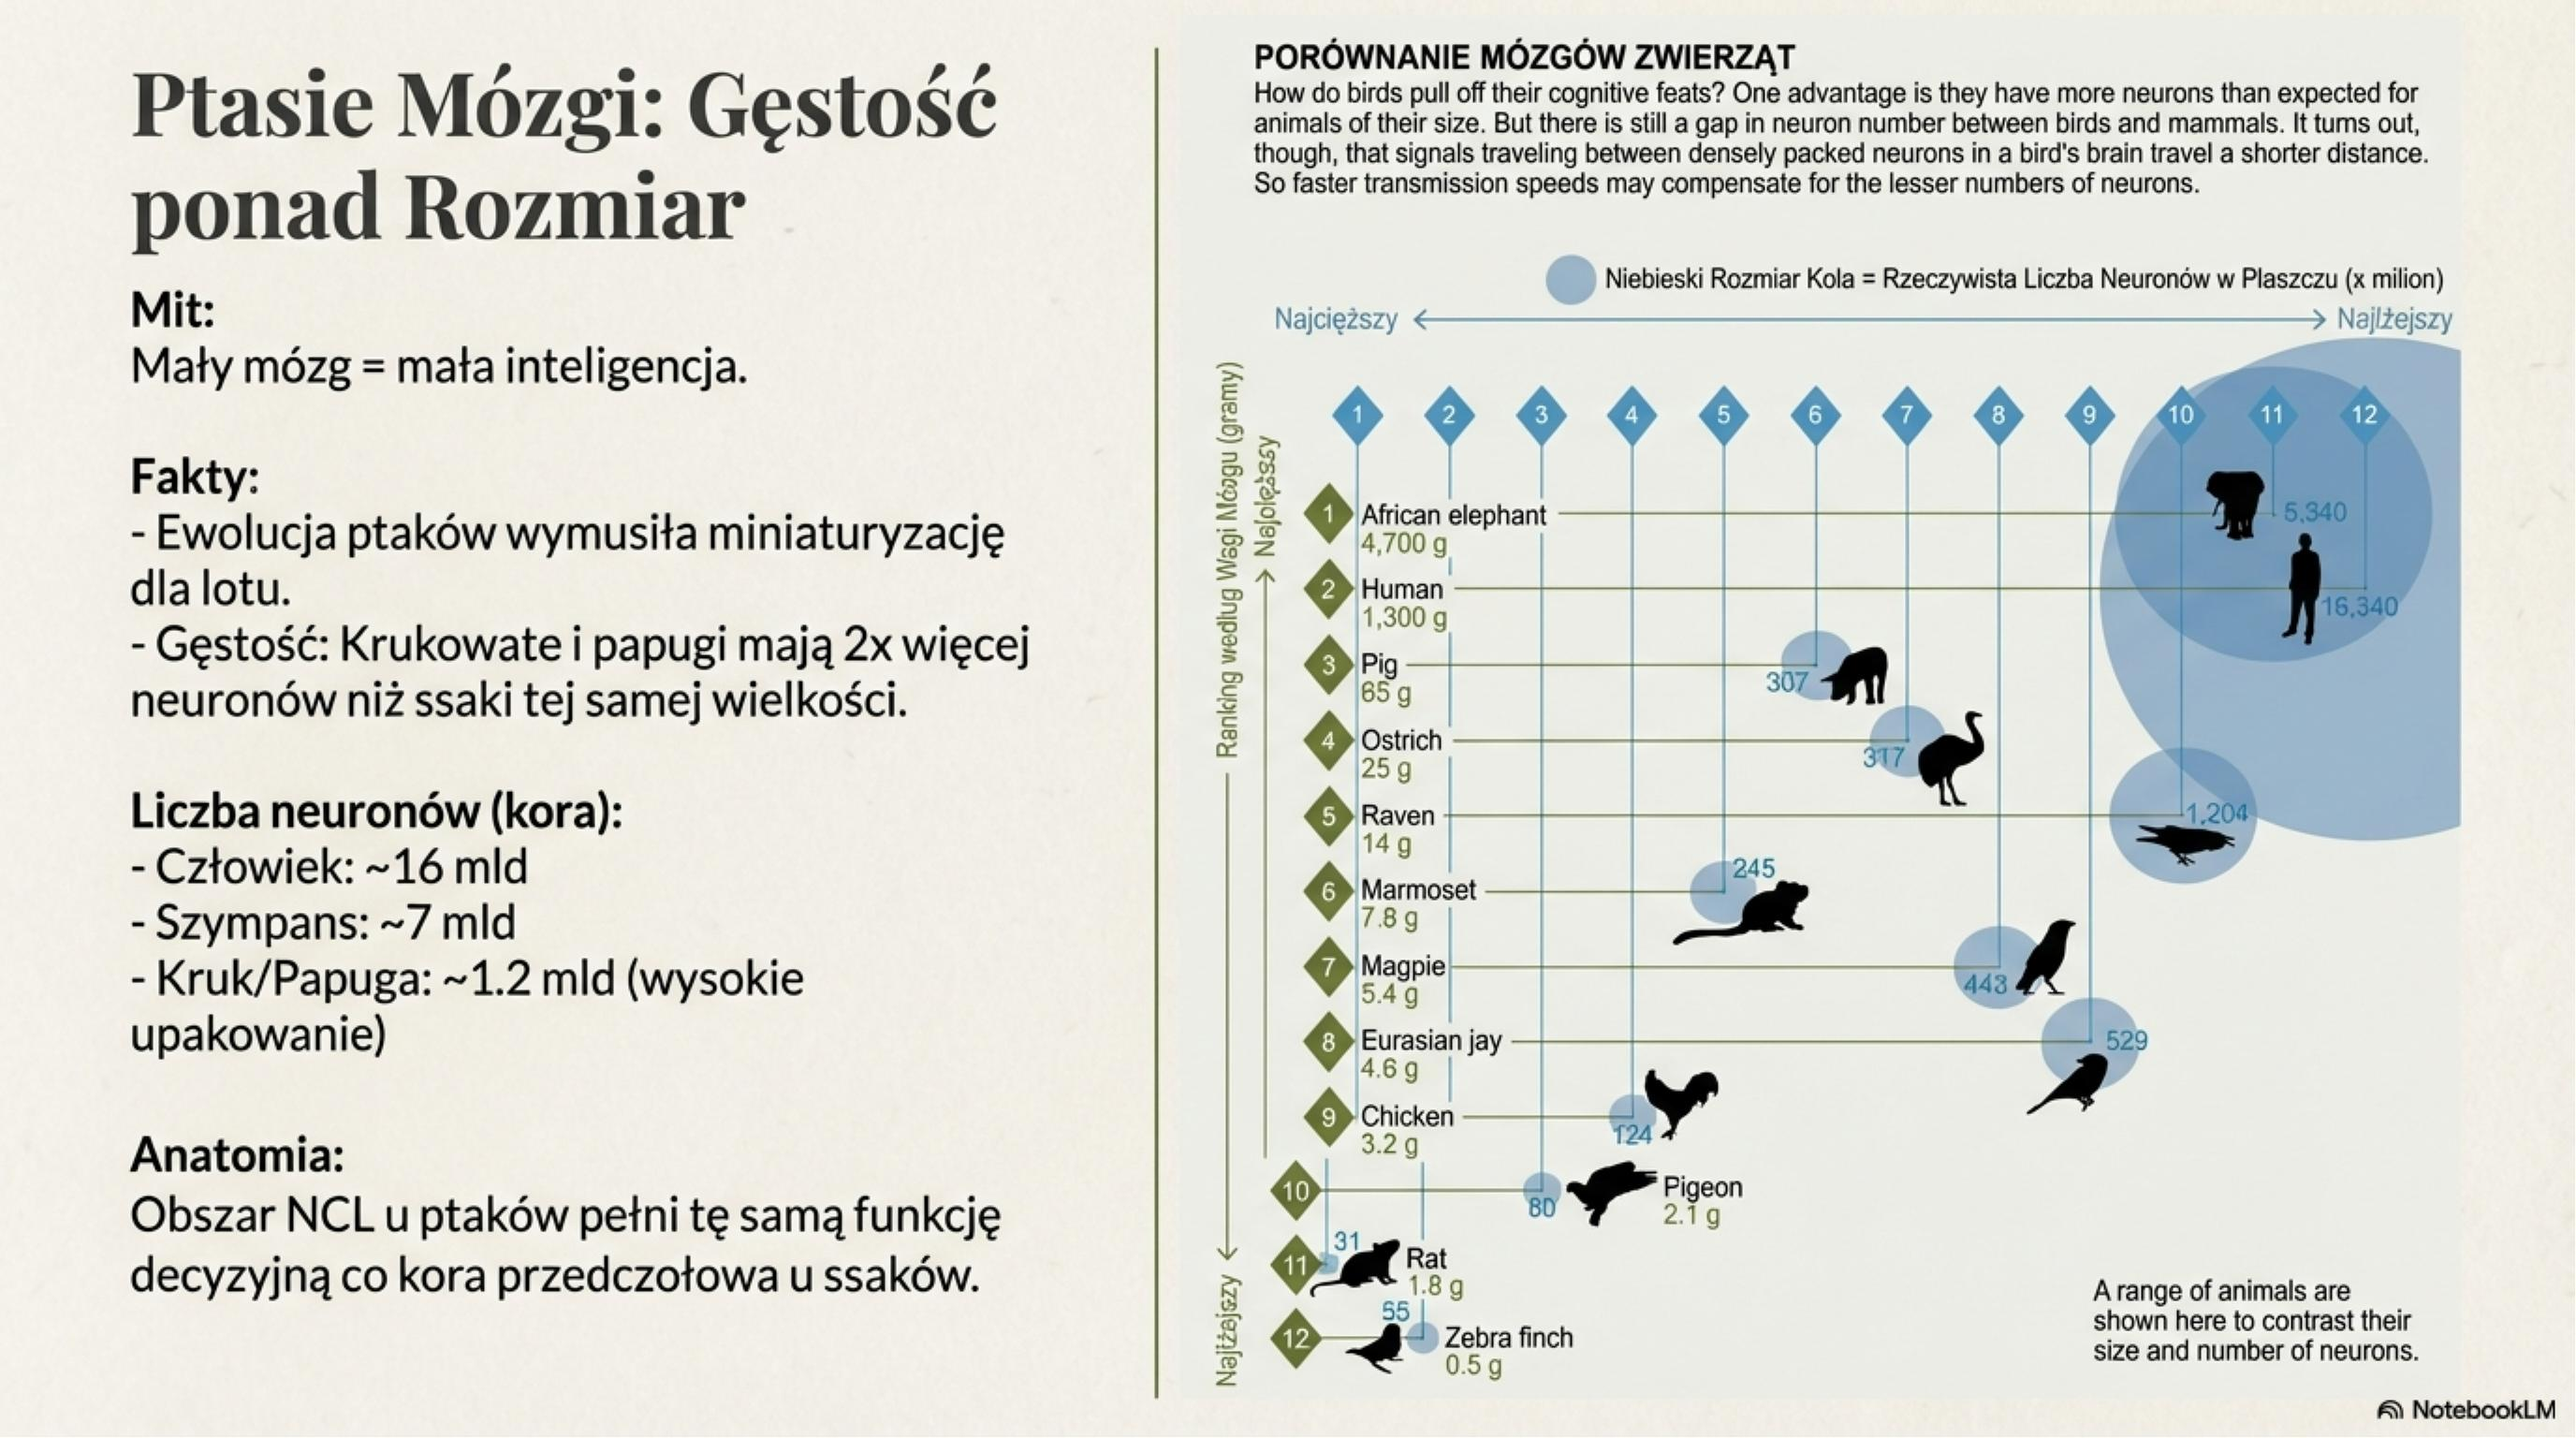 Ptasie Mózgi: Gęstość
ponad Rozmiar
Mit:
Mały mózg = mała inteligencja.
Fakty:
- Ewolucja ptaków wymusiła miniaturyzację
dla lotu.
- Gęstość: Krukowate i papugi mają 2x więcej
neuronów niż ssaki tej samej wielkości.
Liczba neuronów (kora):
- Człowiek: ~16 mld
- Szympans: ~7 mld
- Kruk/Papuga: ~1.2 mld (wysokie
upakowanie)
Anatomia:
Obszar NCL u ptaków pełni tę samą funkcję
decyzyjną co kora przedczołowa u ssaków.
PORÓWNANIE MÓZGÓW ZWIERZĄT
How do birds pull off their cognitive feats? One advantage is they have more neurons than expected for
animals of their size. But there is still a gap in neuron number between birds and mammals. It turns out,
though, that signals traveling between densely packed neurons in a bird's brain travel a shorter distance.
So faster transmission speeds may compensate for the lesser numbers of neurons.
Niebieski Rozmiar Kola = Rzeczywista Liczba Neuronów w Plaszczu (x milion)
Najcięższy
Najlżejszy
Ranking według Wagi (gramy)
1 2 3 4 5 6 7 8 9 10 11 12
1 African elephant 5,340
4,700 g
2 Human 16,340
1,300 g
3 Pig 307
65 g
4 Ostrich 317
25 g
5 Raven 1,204
14 g
6 Marmoset 245
7.8 g
7 Magpie 443
5.4 g
8 Eurasian jay 529
4.6 g
9 Chicken 124
3.2 g
10 80 Pigeon
2.1 g
11 31 Rat
1.8 g
12 55 Zebra finch
0.5 g
A range of animals are
shown here to contrast their
size and number of neurons.
NotebookLM